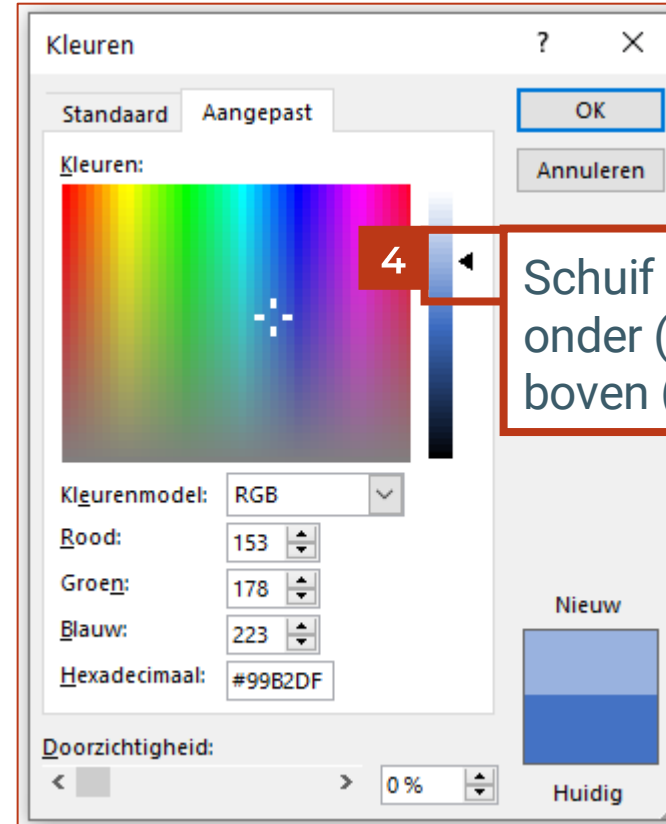 Kleuren ?
Standaard Aangepast
OK
Kleuren:
Annuleren
4
Schuif
onder (
boven (
Kleurenmodel: RGB
Rood: 153
Groen: 178
Blauw: 223
Hexadecimaal: #99B2DF
Nieuw
Huidig
Doorzichtigheid:
0 %